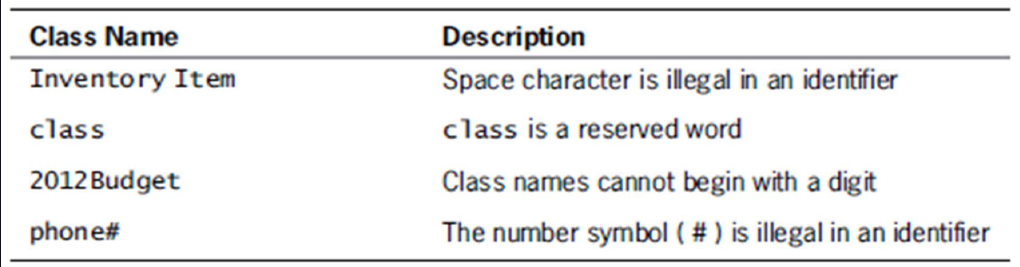 Class Name Description
Inventory Item Space character is illegal in an identifier
class class is a reserved word
2012Budget Class names cannot begin with a digit
phone# The number symbol ( # ) is illegal in an identifier